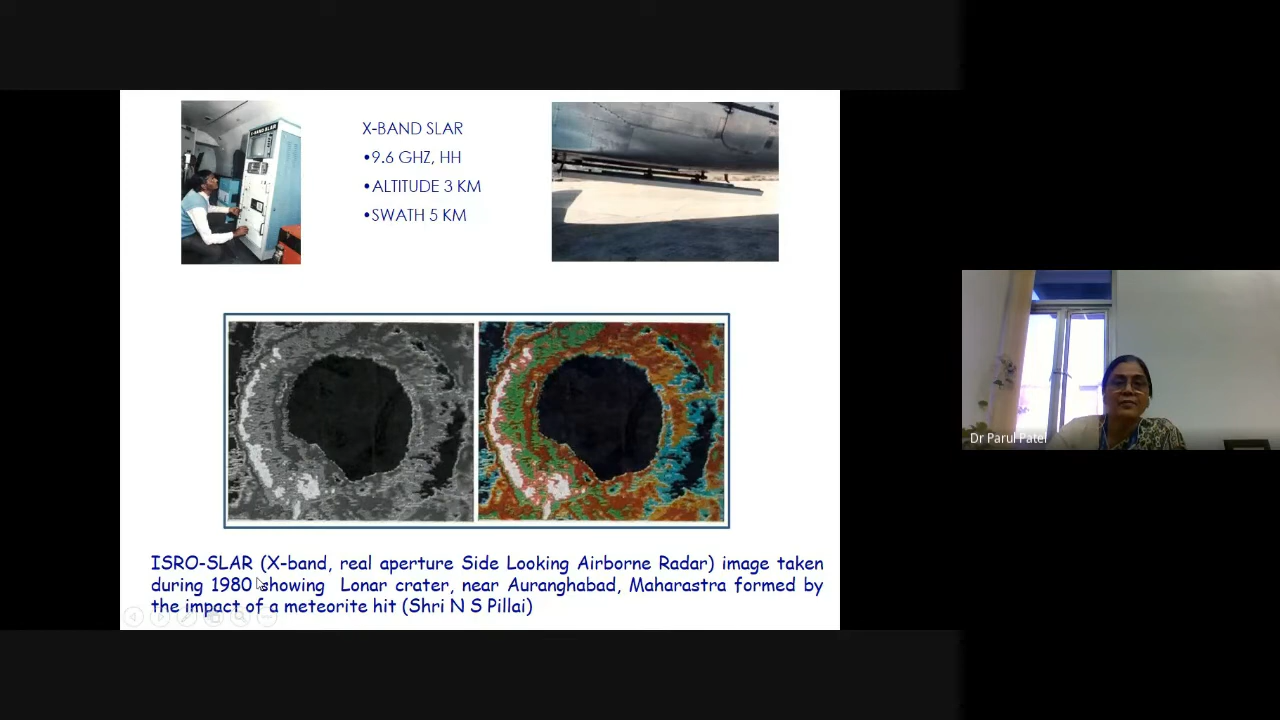 X-BAND SLAR
X-BAND SLAR
•9.6 GHZ, HH
•ALTITUDE 3 KM
•SWATH 5 KM
Dr Parul Patel
ISRO-SLAR (X-band, real aperture Side Looking Airborne Radar) image taken
during 1980 showing Lonar crater, near Auranghabad, Maharastra formed by
the impact of a meteorite hit (Shri N S Pillai)